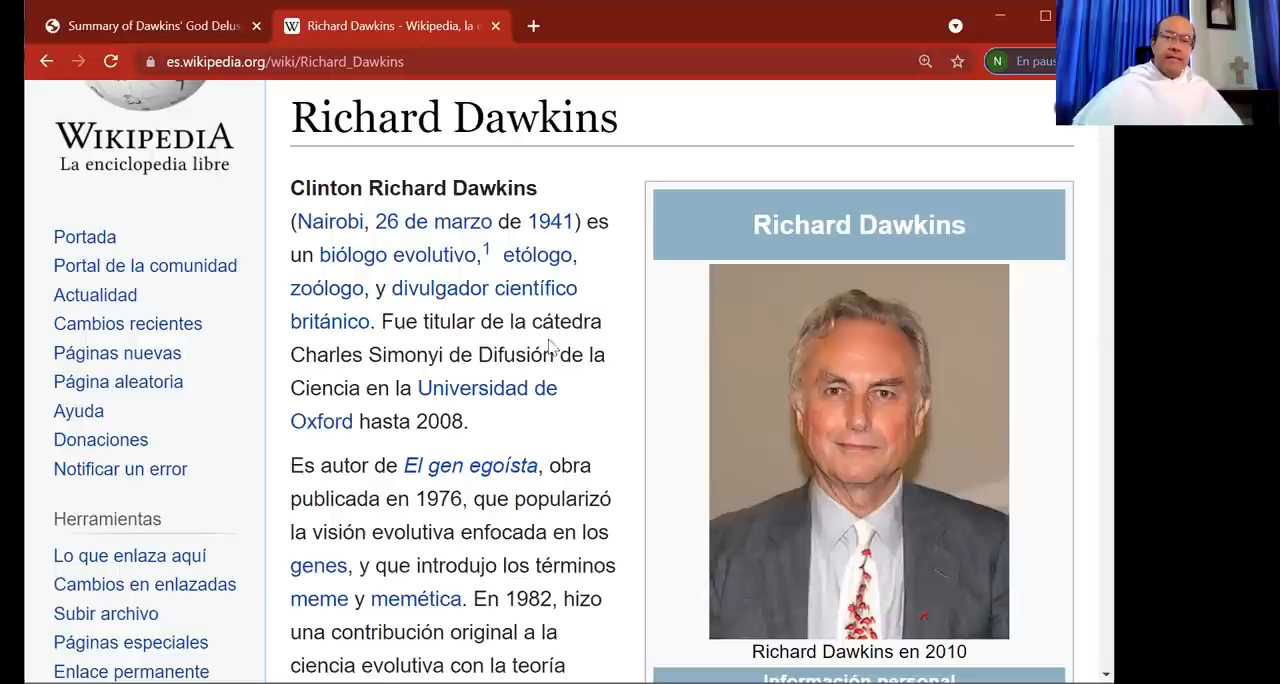 Summary of Dawkins' God Delus
Richard Dawkins - Wikipedia, la e
es.wikipedia.org/wiki/Richard_Dawkins
N En paus
WIKIPEDIA
La enciclopedia libre
Portada
Portal de la comunidad
Actualidad
Cambios recientes
Páginas nuevas
Página aleatoria
Ayuda
Donaciones
Notificar un error
Herramientas
Lo que enlaza aquí
Cambios en enlazadas
Subir archivo
Páginas especiales
Enlace permanente
Richard Dawkins
Clinton Richard Dawkins
(Nairobi, 26 de marzo de 1941) es
un biólogo evolutivo,1 etólogo,
zoólogo, y divulgador científico
británico. Fue titular de la cátedra
Charles Simonyi de Difusión de la
Ciencia en la Universidad de
Oxford hasta 2008.
Es autor de El gen egoísta, obra
publicada en 1976, que popularizó
la visión evolutiva enfocada en los
genes, y que introdujo los términos
meme y memética. En 1982, hizo
una contribución original a la
ciencia evolutiva con la teoría
Richard Dawkins
Richard Dawkins en 2010
Información personal